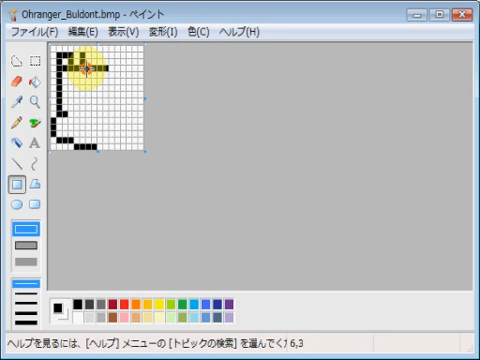 Ohranger_Buldont.bmp - ペイント
ファイル(F) 編集(E) 表示(V) 変形(I) 色(C) ヘルプ(H)
ヘルプを見るには、[ヘルプ] メニューの [トピックの検索] を選んでく 6,3